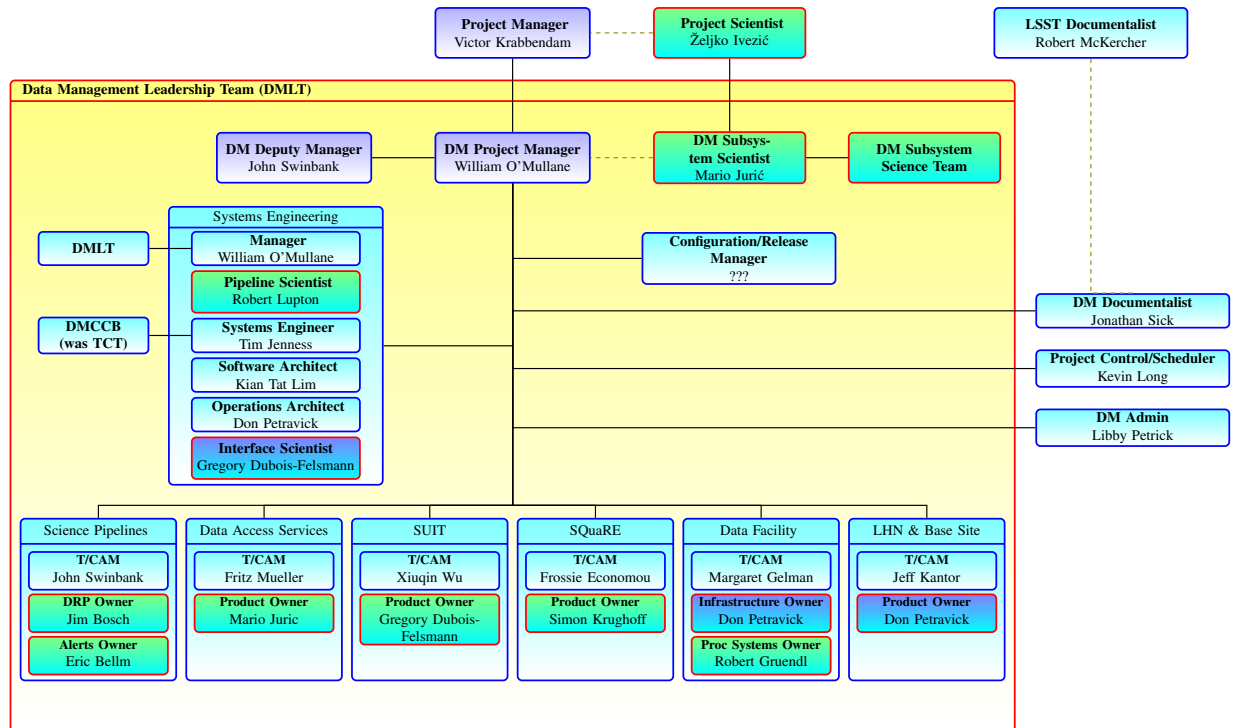 Project Manager
Victor Krabbendam
Project Scientist
Željko Ivezić
LSST Documentalist
Robert McKercher
Data Management Leadership Team (DMLT)
DM Deputy Manager
John Swinbank
DM Project Manager
William O’Mullane
DM Subsys-
tem Scientist
Mario Jurić
DM Subsystem
Science Team
Systems Engineering
DMLT
Manager
William O’Mullane
Pipeline Scientist
Robert Lupton
DMCCB
(was TCT)
Systems Engineer
Tim Jenness
Software Architect
Kian Tat Lim
Operations Architect
Don Petravick
Interface Scientist
Gregory Dubois-Felsmann
Configuration/Release
Manager
???
DM Documentalist
Jonathan Sick
Project Control/Scheduler
Kevin Long
DM Admin
Libby Petrick
Science Pipelines
T/CAM
John Swinbank
DRP Owner
Jim Bosch
Alerts Owner
Eric Bellm
Data Access Services
T/CAM
Fritz Mueller
Product Owner
Mario Juric
SUIT
T/CAM
Xiuqin Wu
Product Owner
Gregory Dubois-
Felsmann
SQuaRE
T/CAM
Frossie Economou
Product Owner
Simon Krughoff
Data Facility
T/CAM
Margaret Gelman
Infrastructure Owner
Don Petravick
Proc Systems Owner
Robert Gruendl
LHN & Base Site
T/CAM
Jeff Kantor
Product Owner
Don Petravick